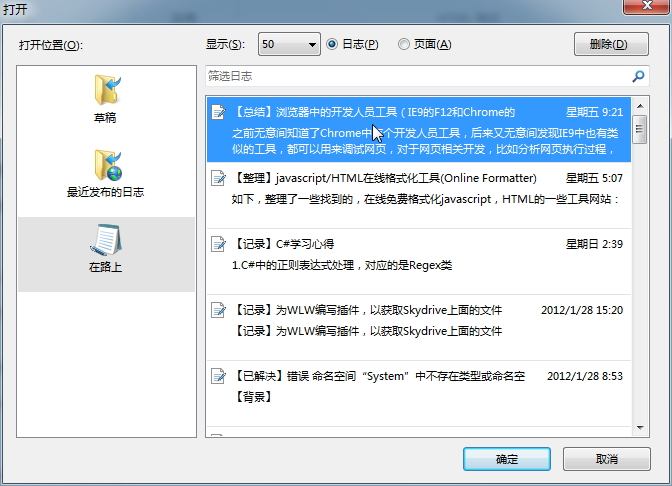 打开
打开位置(O):
显示(S): 50 日志(P) 页面(A) 删除(D)
筛选日志
草稿
最近发布的日志
在路上
【总结】浏览器中的开发人员工具（IE9的F12和Chrome的 星期五 9:21
之前无意间知道了Chrome中 个开发人员工具，后来又无意间发现IE9中也有类
似的工具，都可以用来调试网页，对于网页相关开发，比如分析网页执行过程，
【整理】javascript/HTML在线格式化工具(Online Formatter) 星期五 5:07
如下，整理了一些找到的，在线免费格式化javascript，HTML的一些工具网站：
【记录】C#学习心得 星期日 2:39
1.C#中的正则表达式处理，对应的是Regex类
【记录】为WLW编写插件，以获取Skydrive上面的文件 2012/1/28 15:20
【记录】为WLW编写插件，以获取Skydrive上面的文件
【已解决】错误 命名空间“System”中不存在类型或命名空 2012/1/28 8:53
【背景】
确定 取消